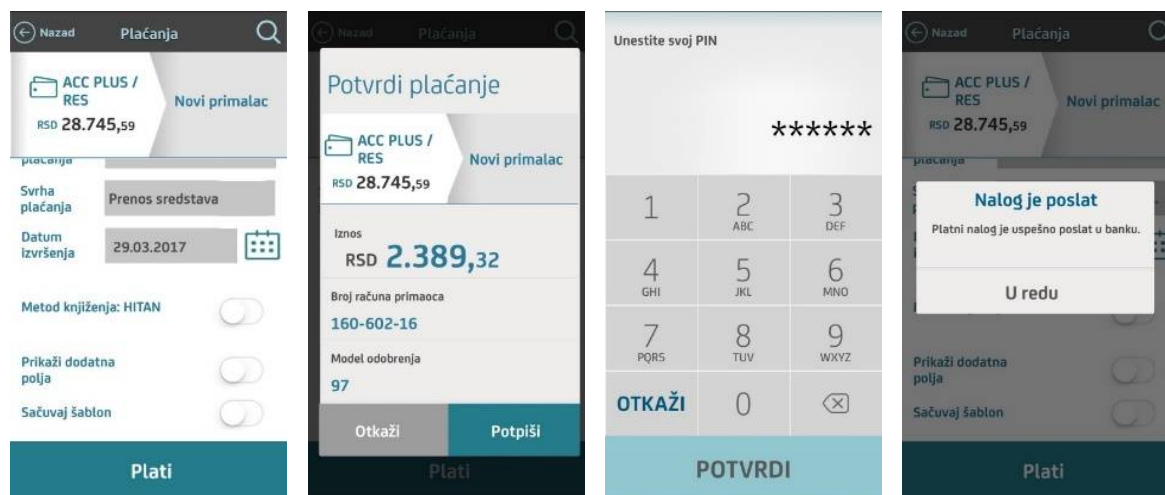 Nazad
Plaćanja
ACC PLUS /
RES
RSD 28.745,59
Novi primalac
plaćanja
Svrha
plaćanja
Prenos sredstava
Datum
izvršenja
29.03.2017
Metod knjiženja: HITAN
Prikaži dodatna
polja
Sačuvaj šablon
Plati
Nazad
Plaćanja
Potvrdi plaćanje
ACC PLUS /
RES
RSD 28.745,59
Novi primalac
Iznos
RSD 2.389,32
Broj računa primaoca
160-602-16
Model odobrenja
97
Otkaži
Potpiši
Plati
Unestite svoj PIN
******
1
2
ABC
3
DEF
4
GHI
5
JKL
6
MNO
7
PQRS
8
TUV
9
WXYZ
OTKAŽI
0
POTVRDI
Nazad
Plaćanja
ACC PLUS /
RES
RSD 28.745,59
Novi primalac
plaćanja
Nalog je poslat
Platni nalog je uspešno poslat u banku.
U redu
Prikaži dodatna
polja
Sačuvaj šablon
Plati